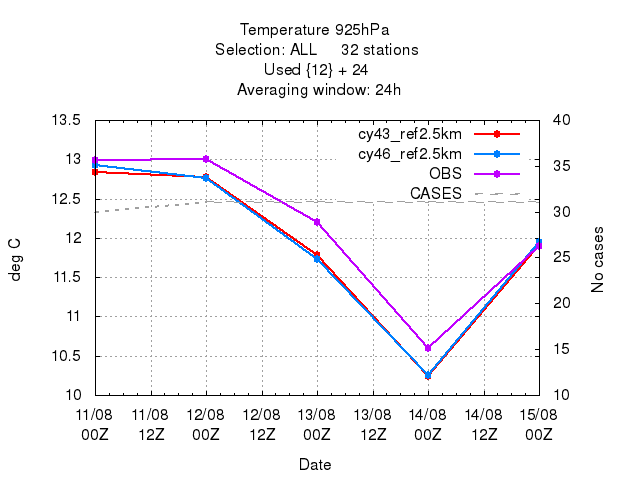 Temperature 925hPa
Selection: ALL     32 stations
Used {12} + 24
Averaging window: 24h
13.5
13
12.5
12
11.5
11
10.5
10
deg C
40
35
30
25
20
15
10
No cases
cy43_ref2.5km
cy46_ref2.5km
OBS
CASES
11/08 11/08 12/08 12/08 13/08 13/08 14/08 14/08 15/08
00Z 12Z 00Z 12Z 00Z 12Z 00Z 12Z 00Z
Date